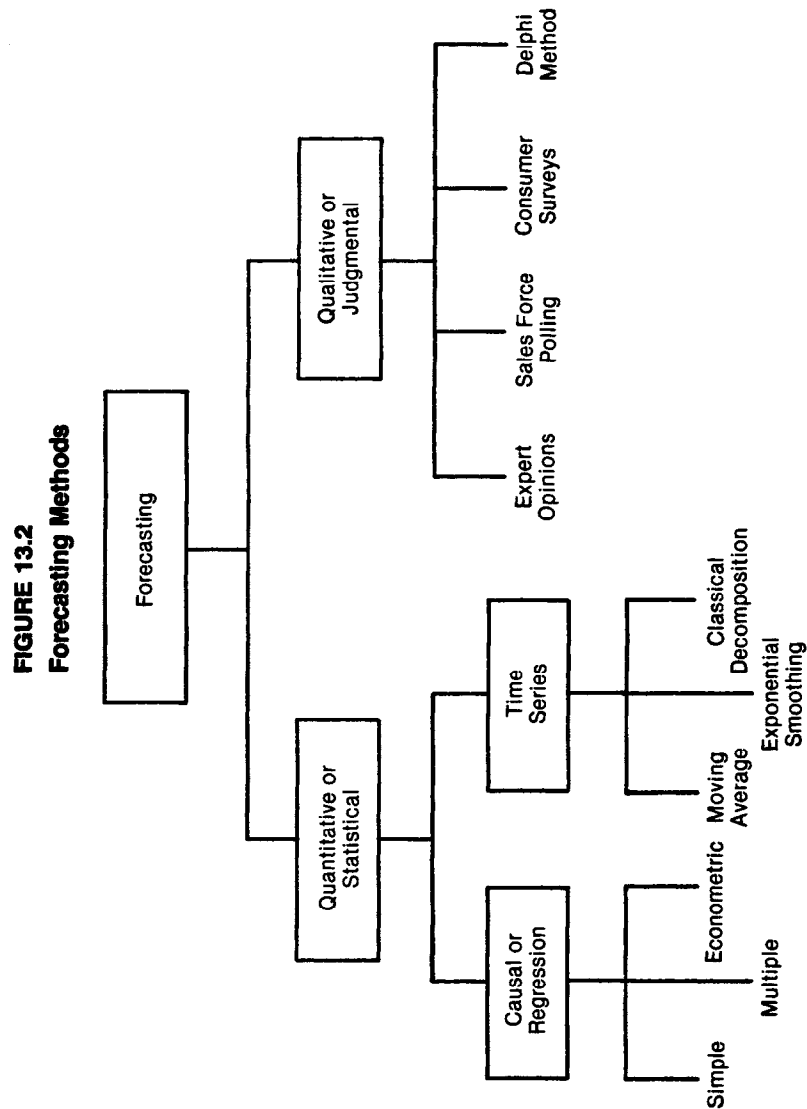 FIGURE 13.2
Forecasting Methods
Forecasting
Quantitative or
Statistical
Qualitative or
Judgmental
Causal or
Regression
Time
Series
Simple
Multiple
Econometric
Moving
Average
Exponential
Smoothing
Classical
Decomposition
Expert
Opinions
Sales Force
Polling
Consumer
Surveys
Delphi
Method